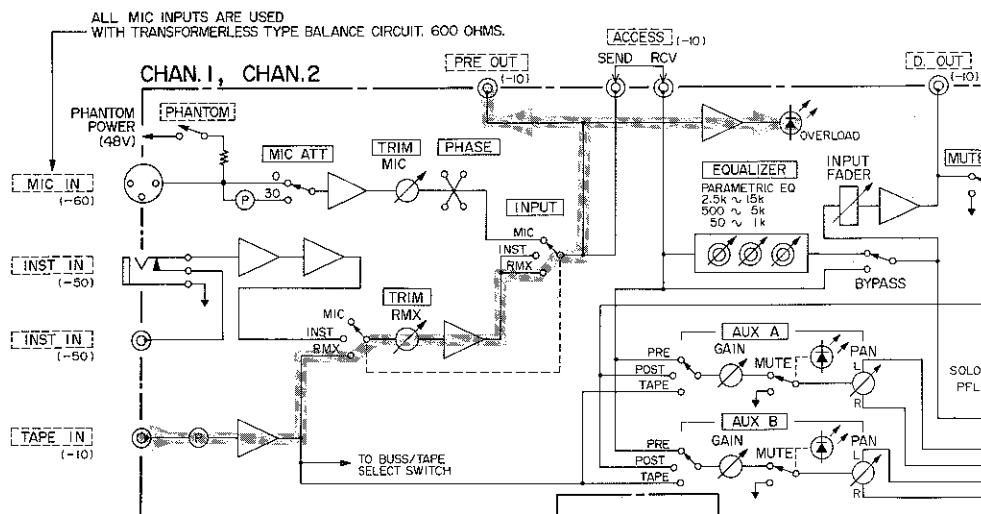 ALL MIC INPUTS ARE USED
WITH TRANSFORMERLESS TYPE BALANCE CIRCUIT. 600 OHMS.
ACCESS (-10)
SEND RCV
PRE OUT
(-10)
D. OUT
(-10)
CHAN.1, CHAN.2
PHANTOM
POWER
(48V)
PHANTOM
OVERLOAD
MIC ATT
0
30
P
TRIM
MIC
PHASE
MIC IN
(-60)
EQUALIZER
PARAMETRIC EQ
2.5k ~ 15k
500 ~ 5k
50 ~ 1k
INPUT
FADER
MUTE
INPUT
MIC
INST
RMX
INST IN
(-50)
BYPASS
TRIM
RMX
MIC
INST
RMX
INST IN
(-50)
AUX A
PRE
POST
TAPE
GAIN
MUTE
PAN
L
R
SOLO
PFL
TAPE IN
(-10)
P
TO BUSS/TAPE
SELECT SWITCH
AUX B
PRE
POST
TAPE
GAIN
MUTE
PAN
L
R